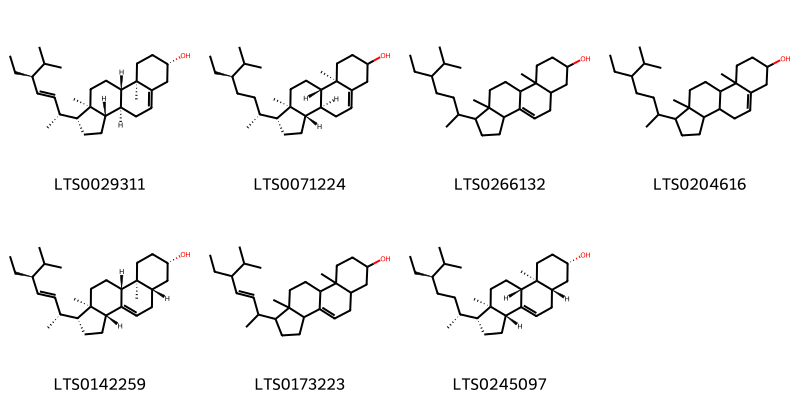 OH
H
H
H
LTS0029311
OH
H
H
H
LTS0071224
OH
LTS0266132
OH
LTS0204616
OH
H
H
H
LTS0142259
OH
LTS0173223
OH
H
H
H
LTS0245097